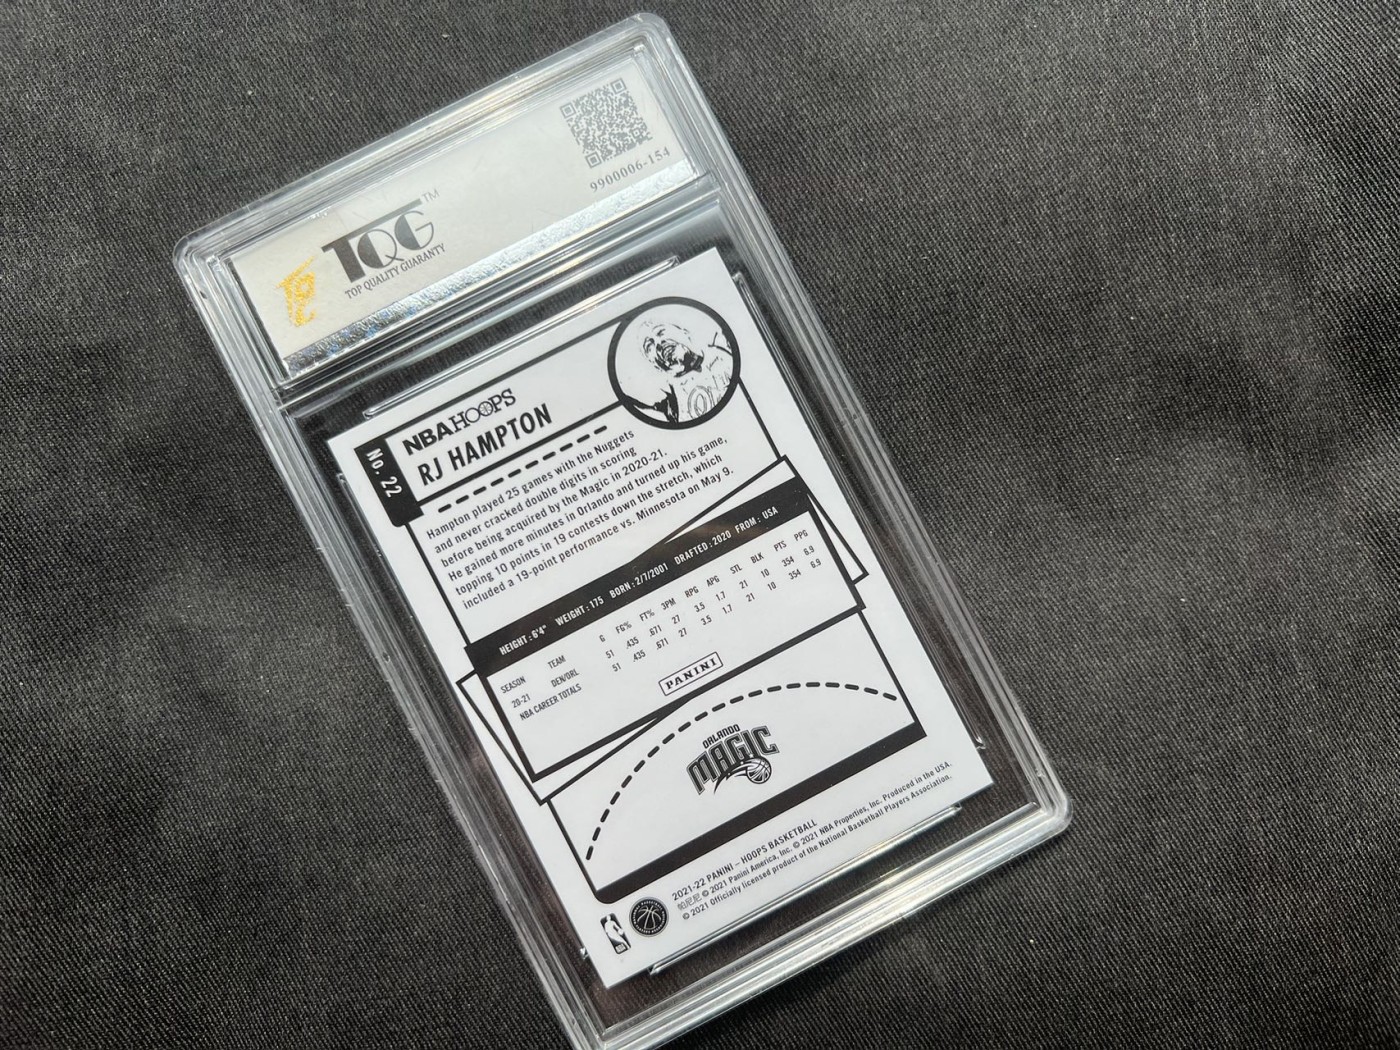 9900006-154
TQG™
TOP QUALITY GUARANTY
No. 22
NBA HOOPS
RJ HAMPTON
Hampton played 25 games with the Nuggets
and never cracked double digits in scoring
before being acquired by the Magic in 2020-21.
He gained more minutes in Orlando and turned up his game,
topping 10 points in 19 contests down the stretch, which
included a 19-point performance vs. Minnesota on May 9.
HEIGHT: 6'4" WEIGHT: 175 BORN: 2/7/2001 DRAFTED: 2020 FROM: USA
SEASON TEAM G FG% FT% 3PM RPG APG STL BLK PTS PPG
20-21 DEN/ORL 51 .435 .671 27 3.5 1.7 21 10 354 6.9
NBA CAREER TOTALS 51 .435 .671 27 3.5 1.7 21 10 354 6.9
PANINI
ORLANDO
MAGIC
2021-22 PANINI – HOOPS BASKETBALL
帕尼尼 © 2021 Panini America, Inc. © 2021 NBA Properties, Inc. Produced in the USA.
© 2021 Officially licensed product of the National Basketball Players Association.